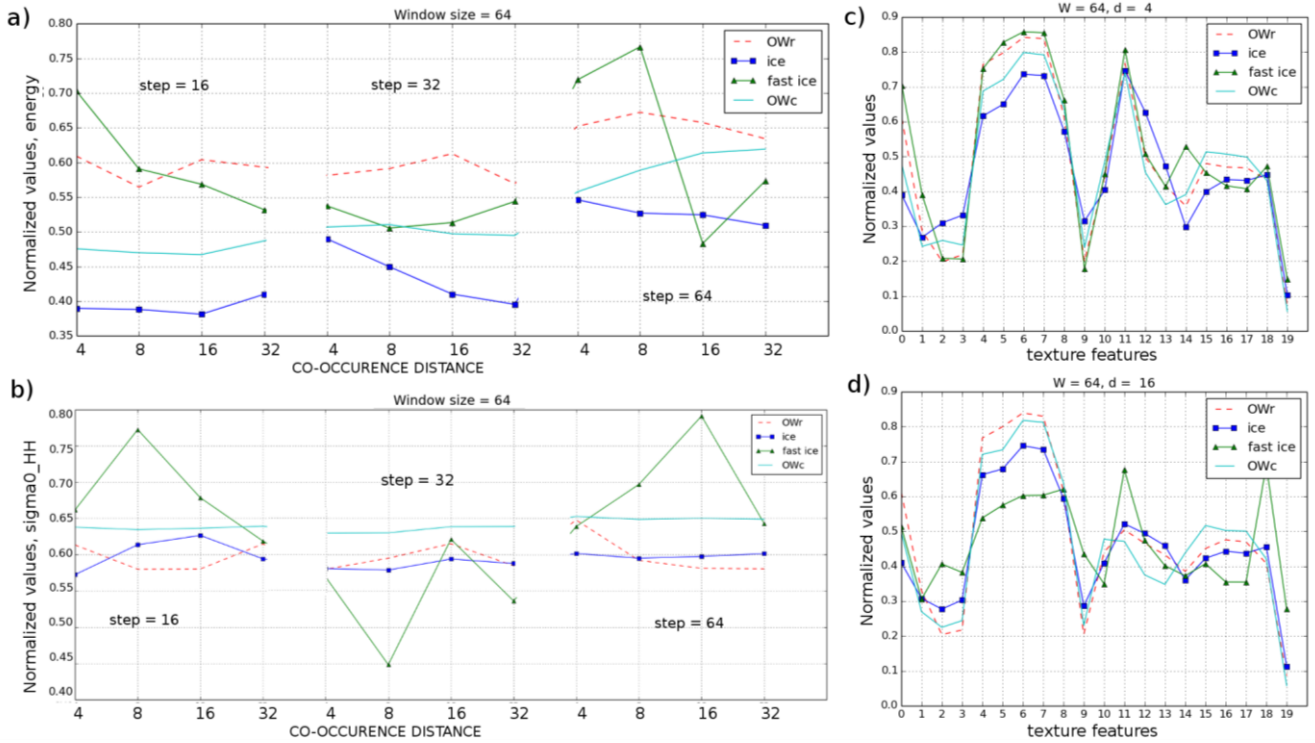 a)
Window size = 64
Normalized values, energy
0.80
0.75
0.70
0.65
0.60
0.55
0.50
0.45
0.40
0.35
step = 16
step = 32
step = 64
OWr
ice
fast ice
OWc
4 8 16 32 4 8 16 32 4 8 16 32
CO-OCCURENCE DISTANCE
b)
Window size = 64
Normalized values, sigma0_HH
0.80
0.75
0.70
0.65
0.60
0.55
0.50
0.45
0.40
step = 16
step = 32
step = 64
OWr
ice
fast ice
OWc
4 8 16 32 4 8 16 32 4 8 16 32
CO-OCCURENCE DISTANCE
c)
W = 64, d = 4
Normalized values
0.9
0.8
0.7
0.6
0.5
0.4
0.3
0.2
0.1
0.0
OWr
ice
fast ice
OWc
0 1 2 3 4 5 6 7 8 9 10 11 12 13 14 15 16 17 18 19
texture features
d)
W = 64, d = 16
Normalized values
0.9
0.8
0.7
0.6
0.5
0.4
0.3
0.2
0.1
0.0
OWr
ice
fast ice
OWc
0 1 2 3 4 5 6 7 8 9 10 11 12 13 14 15 16 17 18 19
texture features